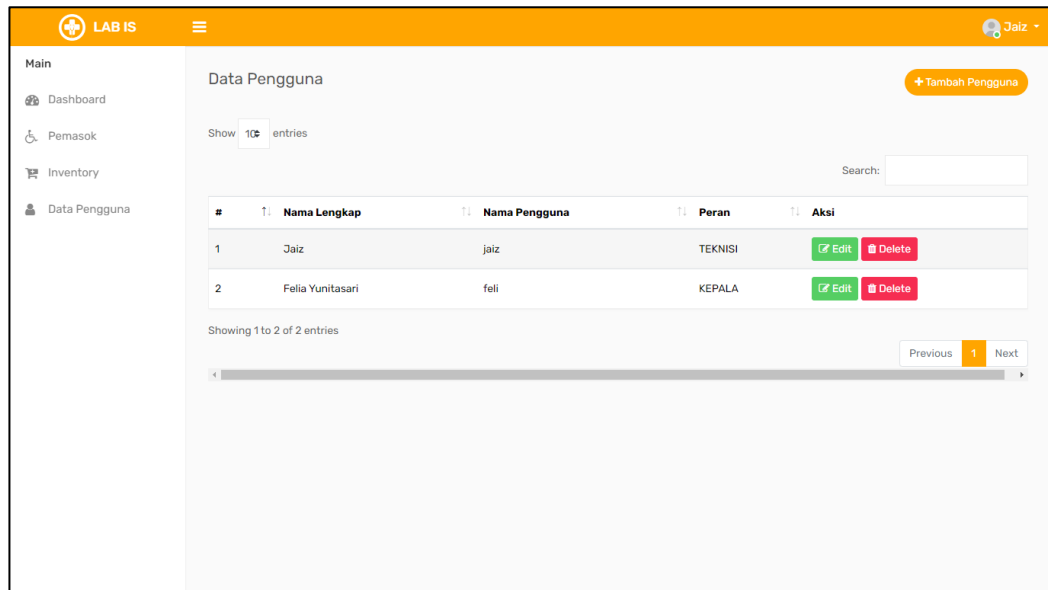 LAB IS
Jaiz
Main
Dashboard
Pemasok
Inventory
Data Pengguna
Data Pengguna
+ Tambah Pengguna
Show 10 entries
Search:
# Nama Lengkap Nama Pengguna Peran Aksi
1 Jaiz jaiz TEKNISI Edit Delete
2 Felia Yunitasari feli KEPALA Edit Delete
Showing 1 to 2 of 2 entries
Previous 1 Next